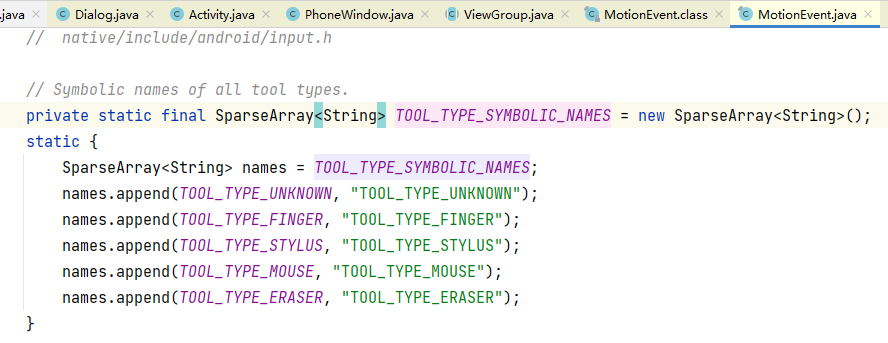 .java Dialog.java Activity.java PhoneWindow.java ViewGroup.java MotionEvent.class MotionEvent.java
//  native/include/android/input.h
// Symbolic names of all tool types.
private static final SparseArray<String> TOOL_TYPE_SYMBOLIC_NAMES = new SparseArray<String>();
static {
    SparseArray<String> names = TOOL_TYPE_SYMBOLIC_NAMES;
    names.append(TOOL_TYPE_UNKNOWN, "TOOL_TYPE_UNKNOWN");
    names.append(TOOL_TYPE_FINGER, "TOOL_TYPE_FINGER");
    names.append(TOOL_TYPE_STYLUS, "TOOL_TYPE_STYLUS");
    names.append(TOOL_TYPE_MOUSE, "TOOL_TYPE_MOUSE");
    names.append(TOOL_TYPE_ERASER, "TOOL_TYPE_ERASER");
}